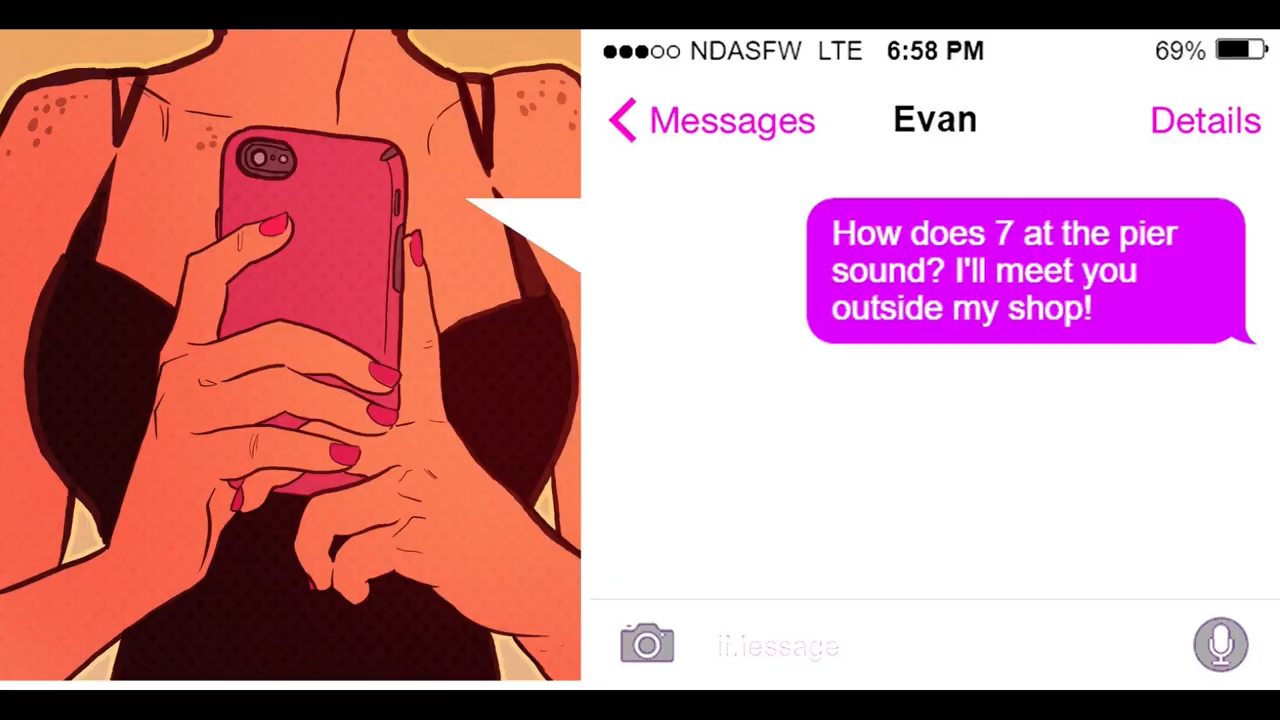 NDASFW LTE 6:58 PM 69%
Messages Evan Details
How does 7 at the pier
sound? I'll meet you
outside my shop!